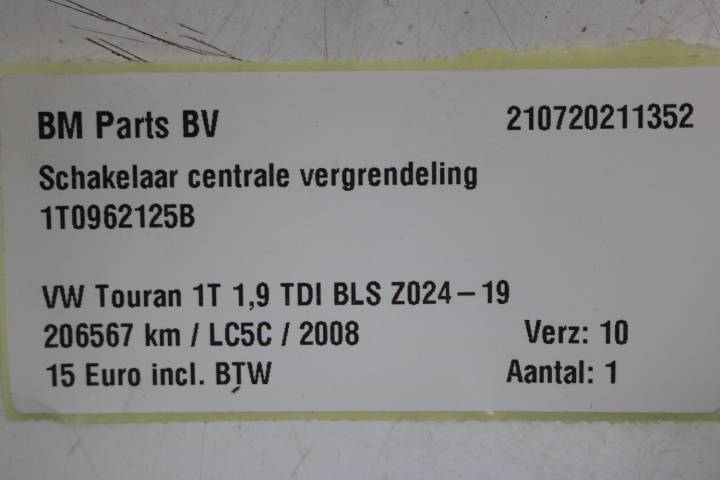 BM Parts BV 210720211352
Schakelaar centrale vergrendeling
1T0962125B
VW Touran 1T 1,9 TDI BLS Z024-19
206567 km / LC5C / 2008 Verz: 10
15 Euro incl. BTW Aantal: 1